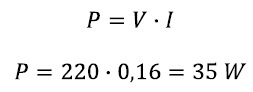 P = V · I
P = 220 · 0,16 = 35 W